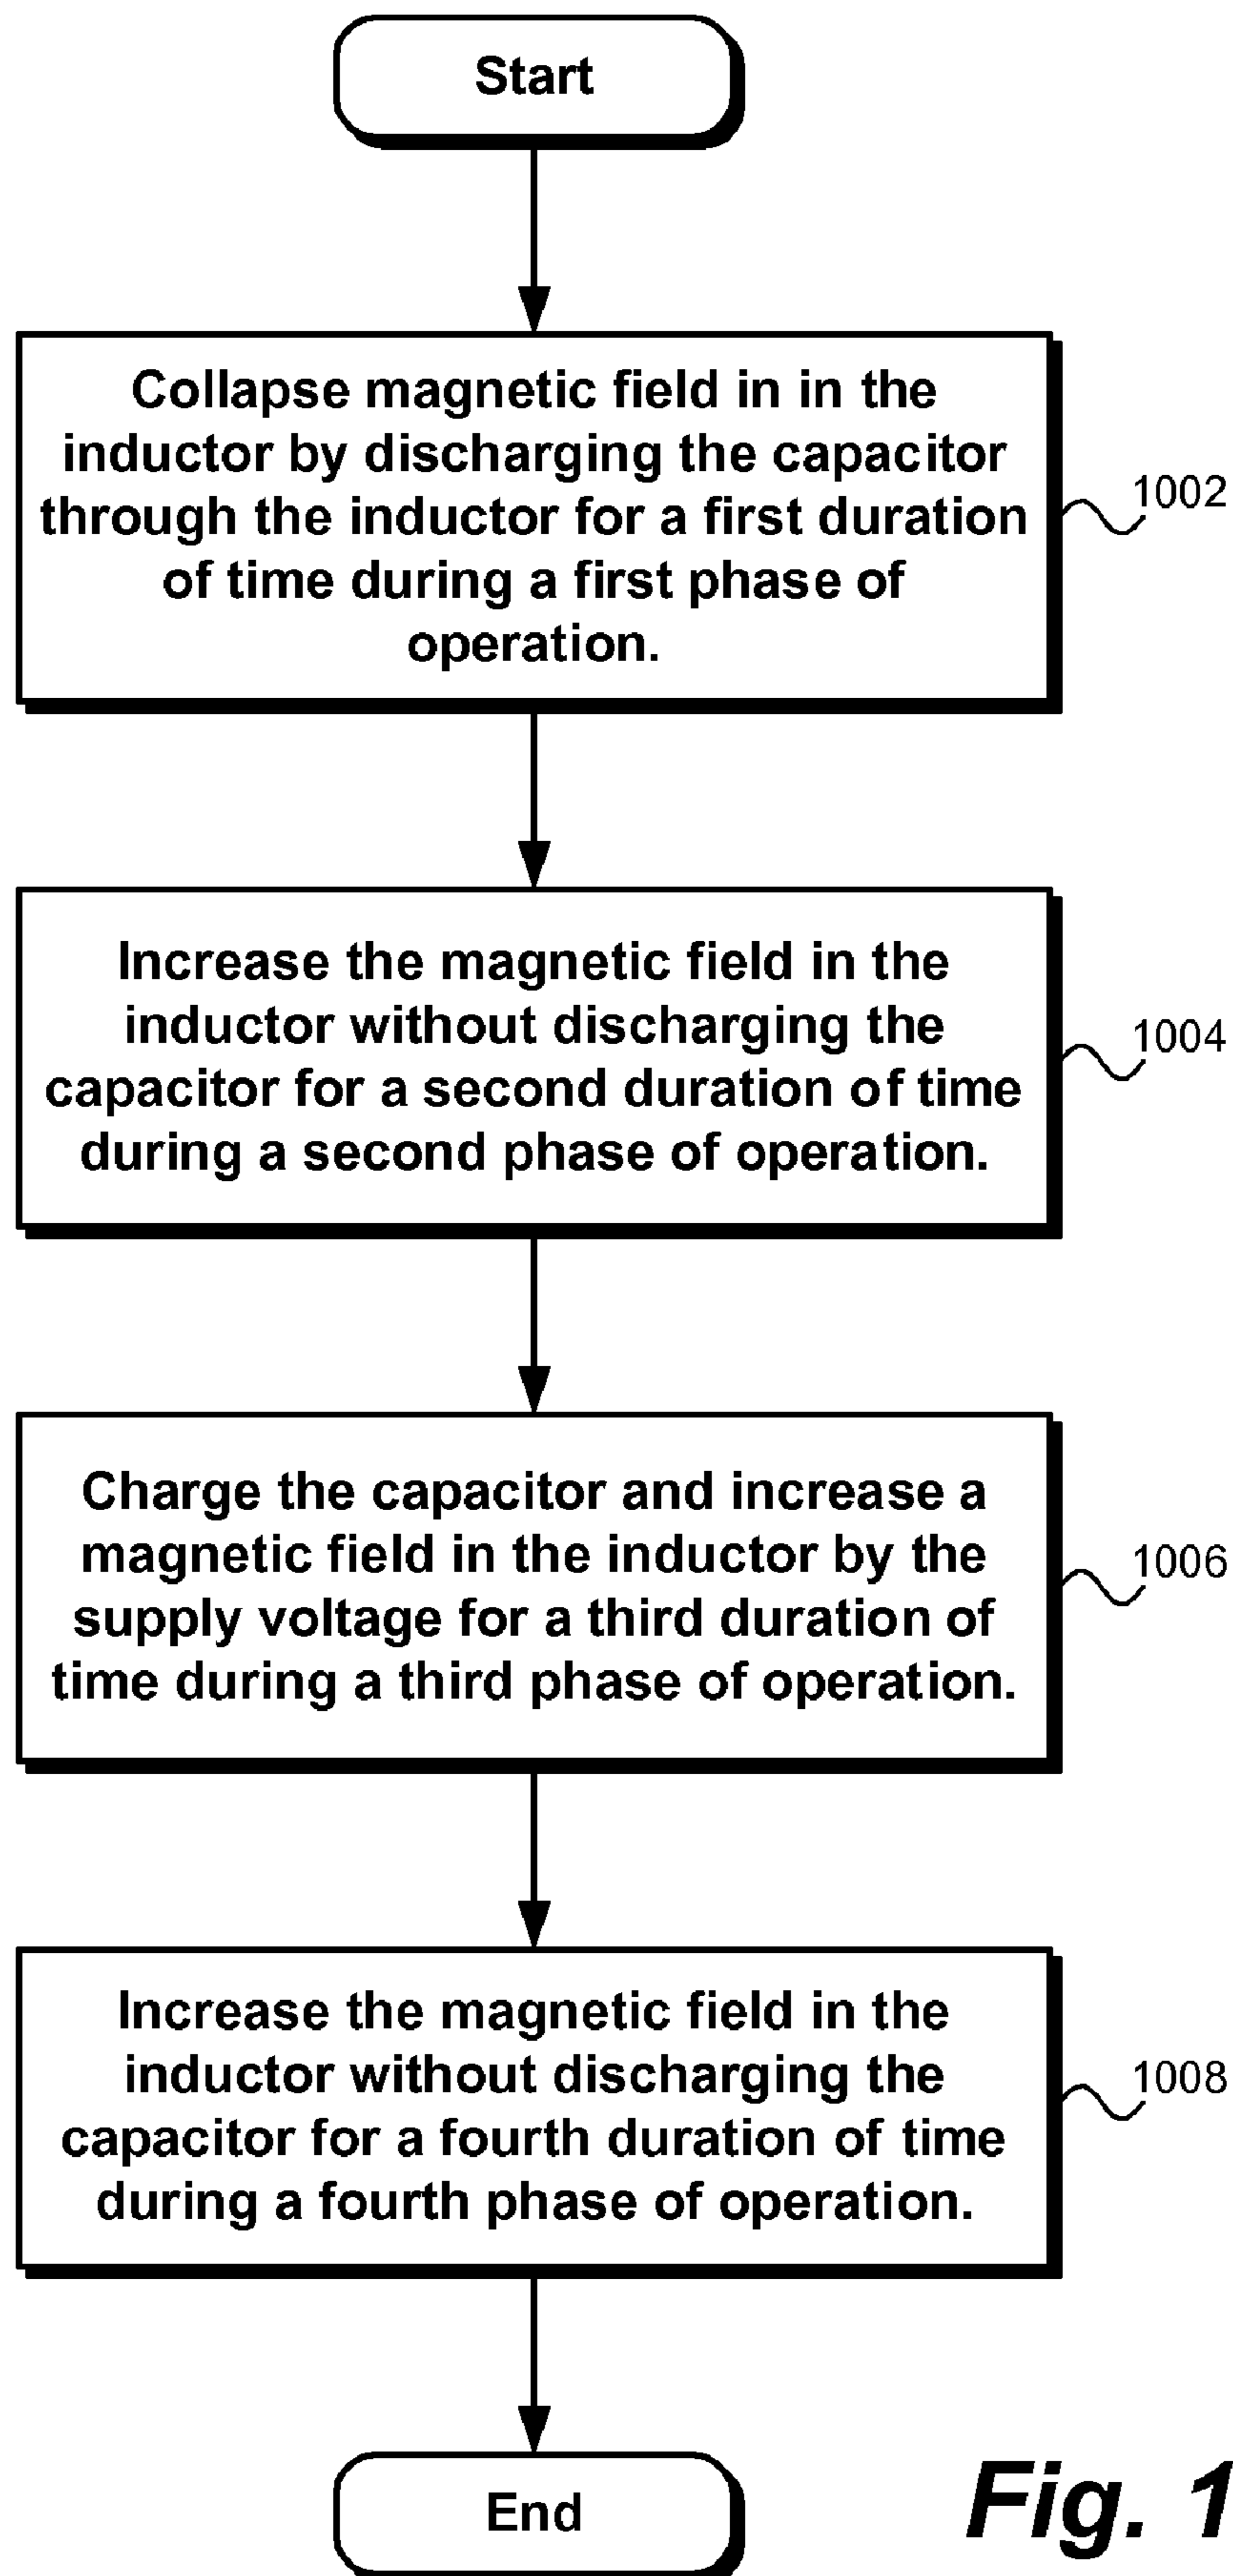 Start
Collapse magnetic field in in the
inductor by discharging the capacitor
through the inductor for a first duration
of time during a first phase of
operation.
1002
Increase the magnetic field in the
inductor without discharging the
capacitor for a second duration of time
during a second phase of operation.
1004
Charge the capacitor and increase a
magnetic field in the inductor by the
supply voltage for a third duration of
time during a third phase of operation.
1006
Increase the magnetic field in the
inductor without discharging the
capacitor for a fourth duration of time
during a fourth phase of operation.
1008
End
Fig. 1